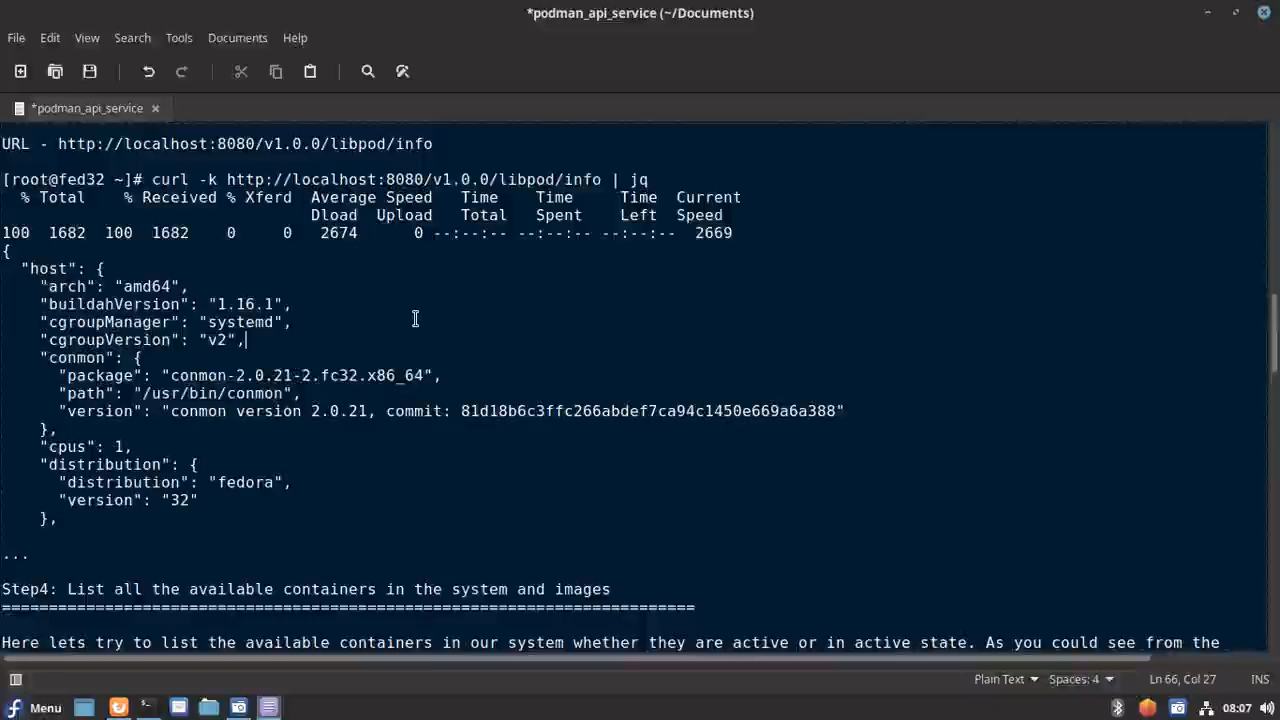 *podman_api_service (~/Documents)
File Edit View Search Tools Documents Help
*podman_api_service
URL - http://localhost:8080/v1.0.0/libpod/info
[root@fed32 ~]# curl -k http://localhost:8080/v1.0.0/libpod/info | jq
  % Total    % Received % Xferd  Average Speed   Time    Time     Time  Current
                                 Dload  Upload   Total   Spent    Left  Speed
100  1682  100  1682    0     0   2674      0 --:--:-- --:--:-- --:--:--  2669
{
  "host": {
    "arch": "amd64",
    "buildahVersion": "1.16.1",
    "cgroupManager": "systemd",
    "cgroupVersion": "v2",
    "conmon": {
      "package": "conmon-2.0.21-2.fc32.x86_64",
      "path": "/usr/bin/conmon",
      "version": "conmon version 2.0.21, commit: 81d18b6c3ffc266abdef7ca94c1450e669a6a388"
    },
    "cpus": 1,
    "distribution": {
      "distribution": "fedora",
      "version": "32"
    },
...
Step4: List all the available containers in the system and images
==========================================================================
Here lets try to list the available containers in our system whether they are active or in active state. As you could see from the
Plain Text Spaces: 4 Ln 66, Col 27 INS
Menu 08:07